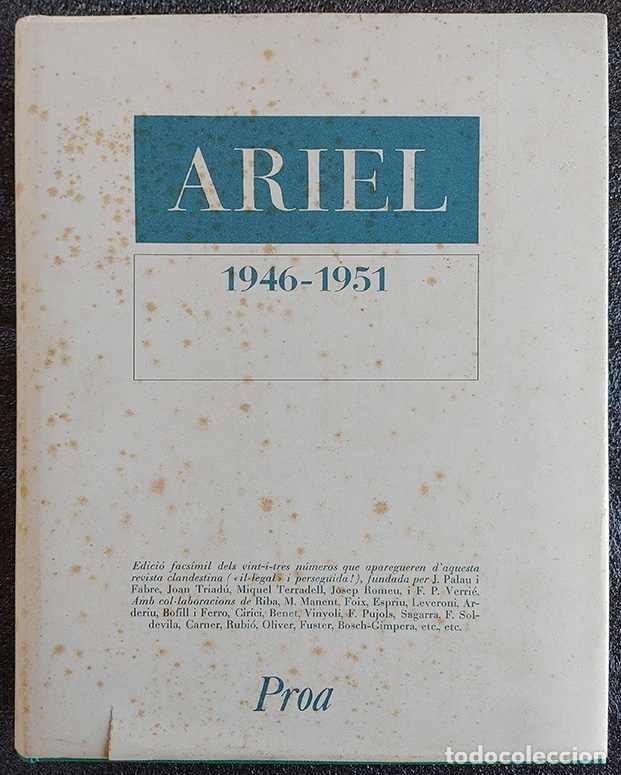 ARIEL
1946-1951
Edició facsímil dels vint-i-tres números que aparegueren d'aquesta
revista clandestina («il·legal» i perseguida!), fundada per J. Palau i
Fabre, Joan Triadú, Miquel Terradell, Josep Romeu, i F. P. Verrié.
Amb col·laboracions de Riba, M. Manent, Foix, Espriu, Leveroni, Ar-
deriu, Bofill i Ferro, Cirici, Benet, Vinyoli, F. Pujols, Sagarra, F. Sol-
devila, Carner, Rubió, Oliver, Fuster, Bosch-Gimpera, etc., etc.
Proa
todocoleccion
todocoleccion.net